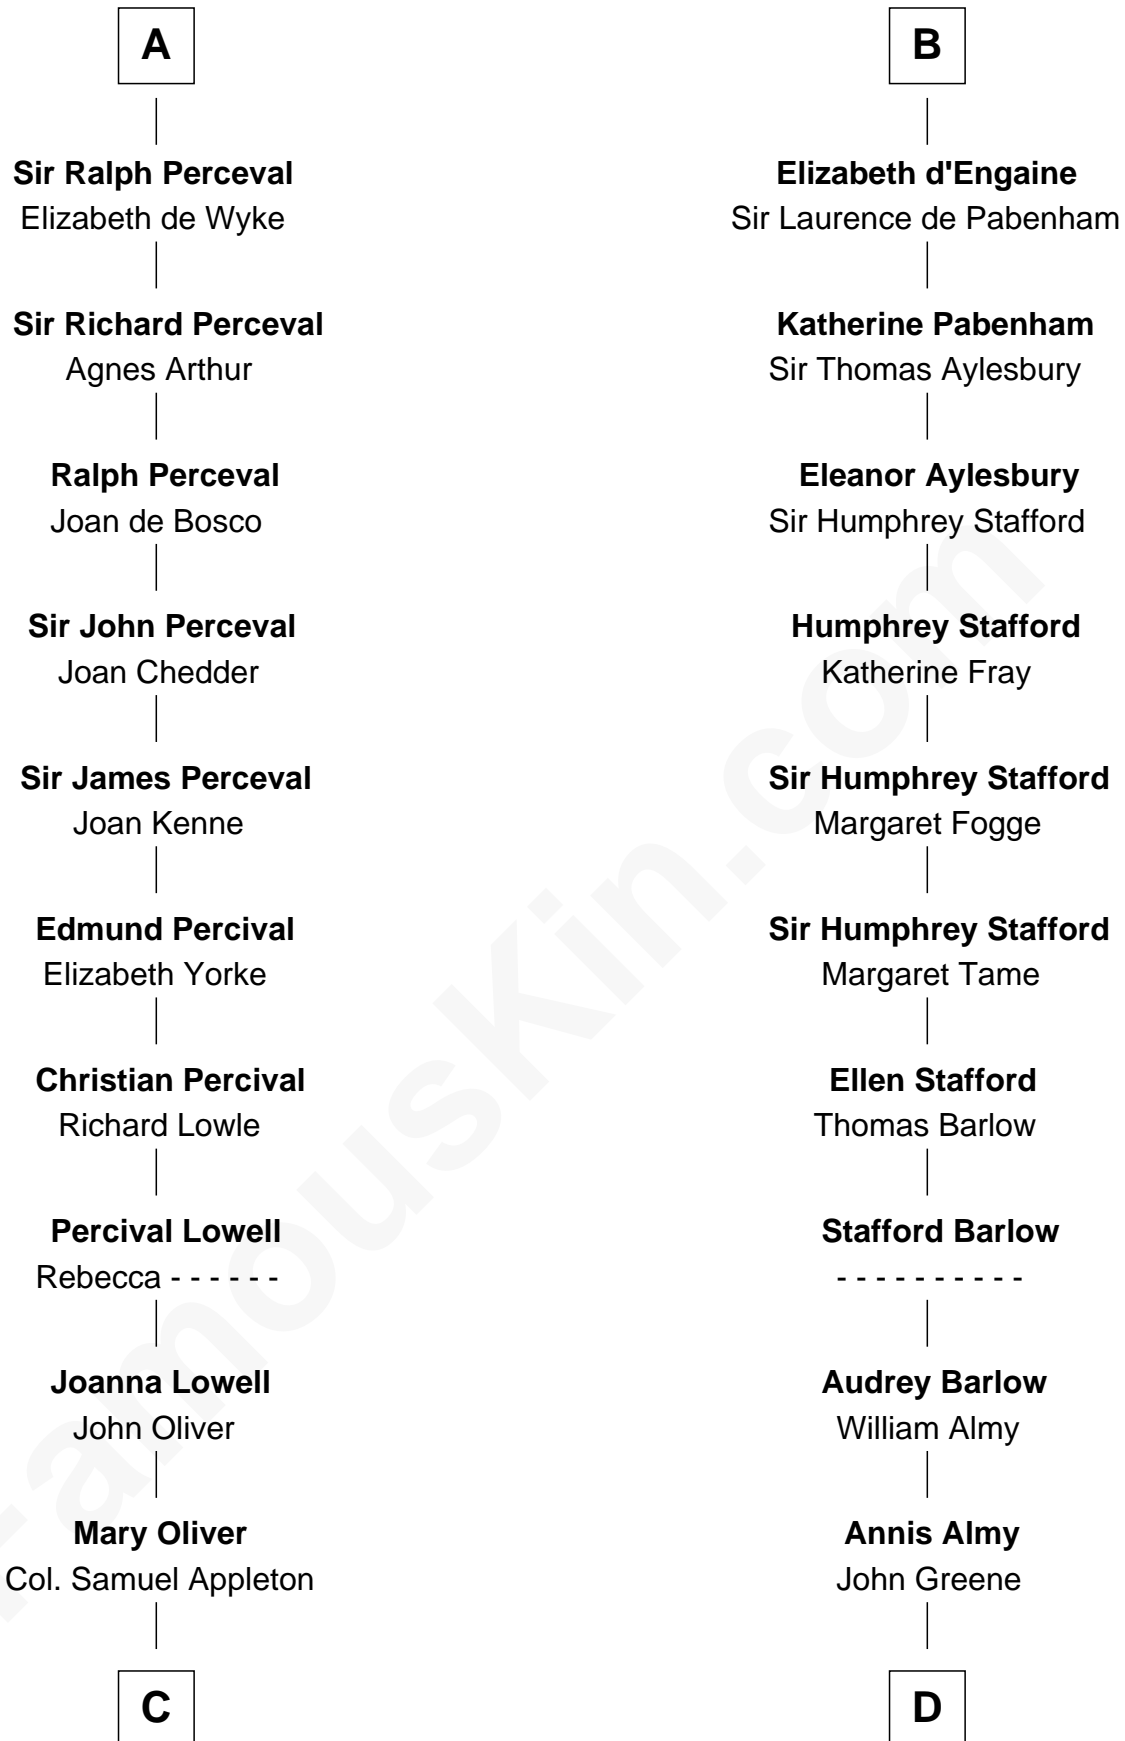 A
Sir Ralph Perceval
Elizabeth de Wyke
Sir Richard Perceval
Agnes Arthur
Ralph Perceval
Joan de Bosco
Sir John Perceval
Joan Chedder
Sir James Perceval
Joan Kenne
Edmund Percival
Elizabeth Yorke
Christian Percival
Richard Lowle
Percival Lowell
Rebecca - - - - - -
Joanna Lowell
John Oliver
Mary Oliver
Col. Samuel Appleton
C
B
Elizabeth d'Engaine
Sir Laurence de Pabenham
Katherine Pabenham
Sir Thomas Aylesbury
Eleanor Aylesbury
Sir Humphrey Stafford
Humphrey Stafford
Katherine Fray
Sir Humphrey Stafford
Margaret Fogge
Sir Humphrey Stafford
Margaret Tame
Ellen Stafford
Thomas Barlow
Stafford Barlow
- - - - - - - - - -
Audrey Barlow
William Almy
Annis Almy
John Greene
D
FamousKin.com